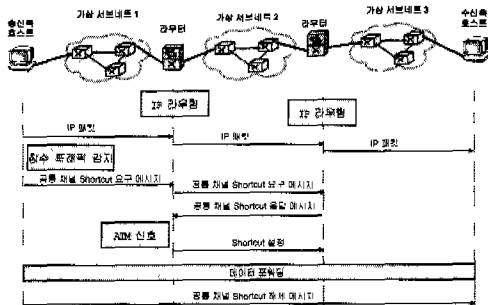 송신측
호스트
가상 서브네트 1
라우터
가상 서브네트 2
라우터
가상 서브네트 3
수신측
호스트
IP 라우팅
IP 라우팅
IP 패킷
IP 패킷
IP 패킷
장수 트래픽 감지
공통 채널 Shortcut 요구 메시지
공통 채널 Shortcut 요구 메시지
공통 채널 Shortcut 응답 메시지
ATM 신호
Shortcut 설정
데이터 포워딩
공통 채널 Shortcut 해제 메시지